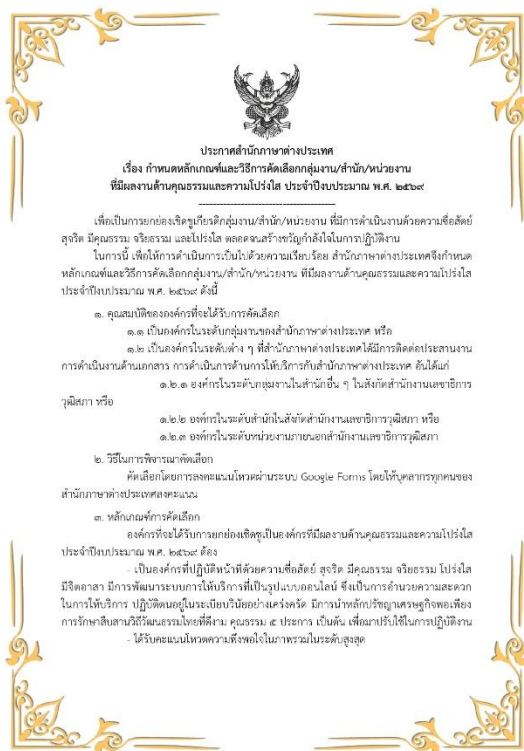 ประกาศสำนักภาษาต่างประเทศ
เรื่อง กำหนดหลักเกณฑ์และวิธีการคัดเลือกกลุ่มงาน/สำนัก/หน่วยงาน
ที่มีผลงานด้านคุณธรรมและความโปร่งใส ประจำปีงบประมาณ พ.ศ. ๒๕๖๙
เพื่อเป็นการยกย่องเชิดชูเกียรติกลุ่มงาน/สำนัก/หน่วยงาน ที่มีการดำเนินงานด้วยความซื่อสัตย์
สุจริต มีคุณธรรม จริยธรรม และโปร่งใส ตลอดจนสร้างขวัญกำลังใจในการปฏิบัติงาน
ในการนี้ เพื่อให้การดำเนินการเป็นไปด้วยความเรียบร้อย สำนักภาษาต่างประเทศจึงกำหนด
หลักเกณฑ์และวิธีการคัดเลือกกลุ่มงาน/สำนัก/หน่วยงาน ที่มีผลงานด้านคุณธรรมและความโปร่งใส
ประจำปีงบประมาณ พ.ศ. ๒๕๖๙ ดังนี้
๑. คุณสมบัติขององค์กรที่จะได้รับการคัดเลือก
๑.๑ เป็นองค์กรในระดับกลุ่มงานของสำนักภาษาต่างประเทศ หรือ
๑.๒ เป็นองค์กรในระดับต่าง ๆ ที่สำนักภาษาต่างประเทศได้มีการติดต่อประสานงาน
การดำเนินงานด้านเอกสาร การดำเนินการด้านการให้บริการกับสำนักภาษาต่างประเทศ อันได้แก่
๑.๒.๑ องค์กรในระดับกลุ่มงานในสำนักอื่น ๆ ในสังกัดสำนักงานเลขาธิการ
วุฒิสภา หรือ
๑.๒.๒ องค์กรในระดับสำนักในสังกัดสำนักงานเลขาธิการวุฒิสภา หรือ
๑.๒.๓ องค์กรในระดับหน่วยงานภายนอกสำนักงานเลขาธิการวุฒิสภา
๒. วิธีในการพิจารณาคัดเลือก
คัดเลือกโดยการลงคะแนนโหวตผ่านระบบ Google Forms โดยให้บุคลากรทุกคนของ
สำนักภาษาต่างประเทศลงคะแนน
๓. หลักเกณฑ์การคัดเลือก
องค์กรที่จะได้รับการยกย่องเชิดชูเป็นองค์กรที่มีผลงานด้านคุณธรรมและความโปร่งใส
ประจำปีงบประมาณ พ.ศ. ๒๕๖๙ ต้อง
- เป็นองค์กรที่ปฏิบัติหน้าที่ด้วยความซื่อสัตย์ สุจริต มีคุณธรรม จริยธรรม โปร่งใส
มีจิตอาสา มีการพัฒนาระบบการให้บริการที่เป็นรูปแบบออนไลน์ ซึ่งเป็นการอำนวยความสะดวก
ในการให้บริการ ปฏิบัติตนอยู่ในระเบียบวินัยอย่างเคร่งครัด มีการนำหลักปรัชญาเศรษฐกิจพอเพียง
การรักษาสืบสานวิถีวัฒนธรรมไทยที่ดีงาม คุณธรรม ๕ ประการ เป็นต้น เพื่อมาปรับใช้ในการปฏิบัติงาน
- ได้รับคะแนนโหวตความพึงพอใจในภาพรวมในระดับสูงสุด